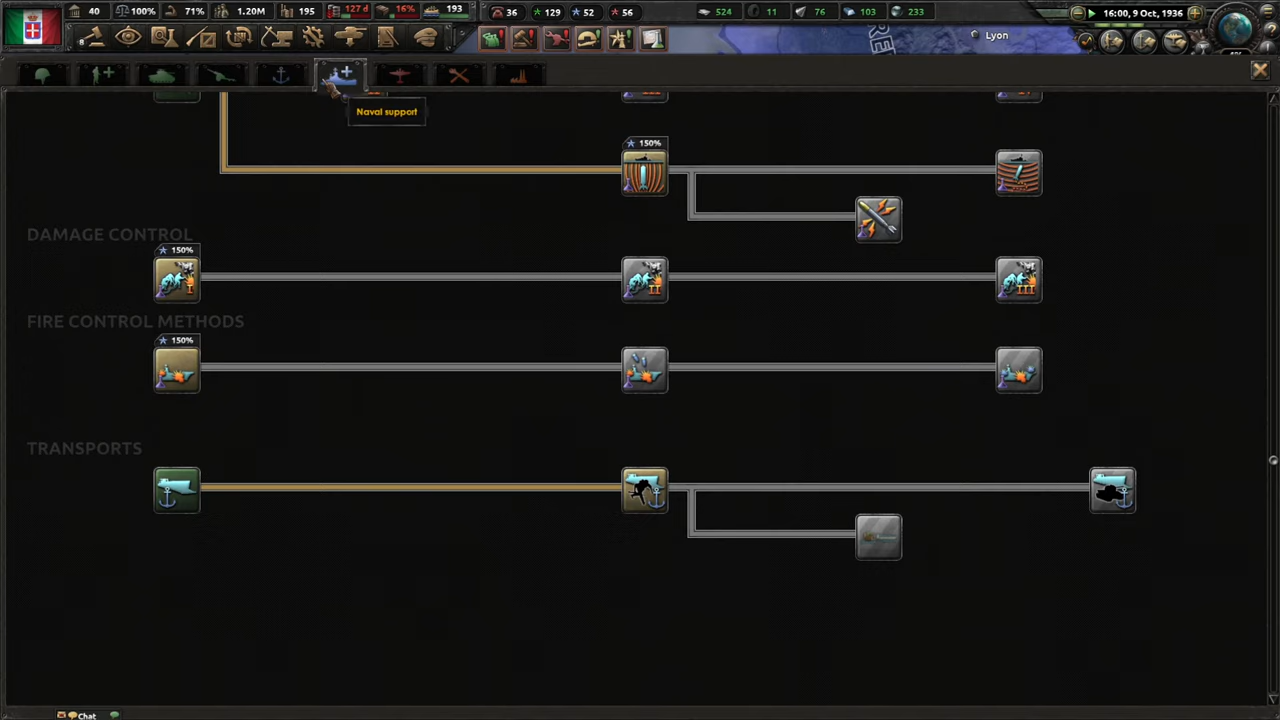 40 100% 71% 1.20M 195 127 d 16% 193 36 129 52 56 524 11 76 103 233 16:00, 9 Oct, 1936
8
Lyon
Naval support
150%
DAMAGE CONTROL
150%
FIRE CONTROL METHODS
150%
TRANSPORTS
Chat